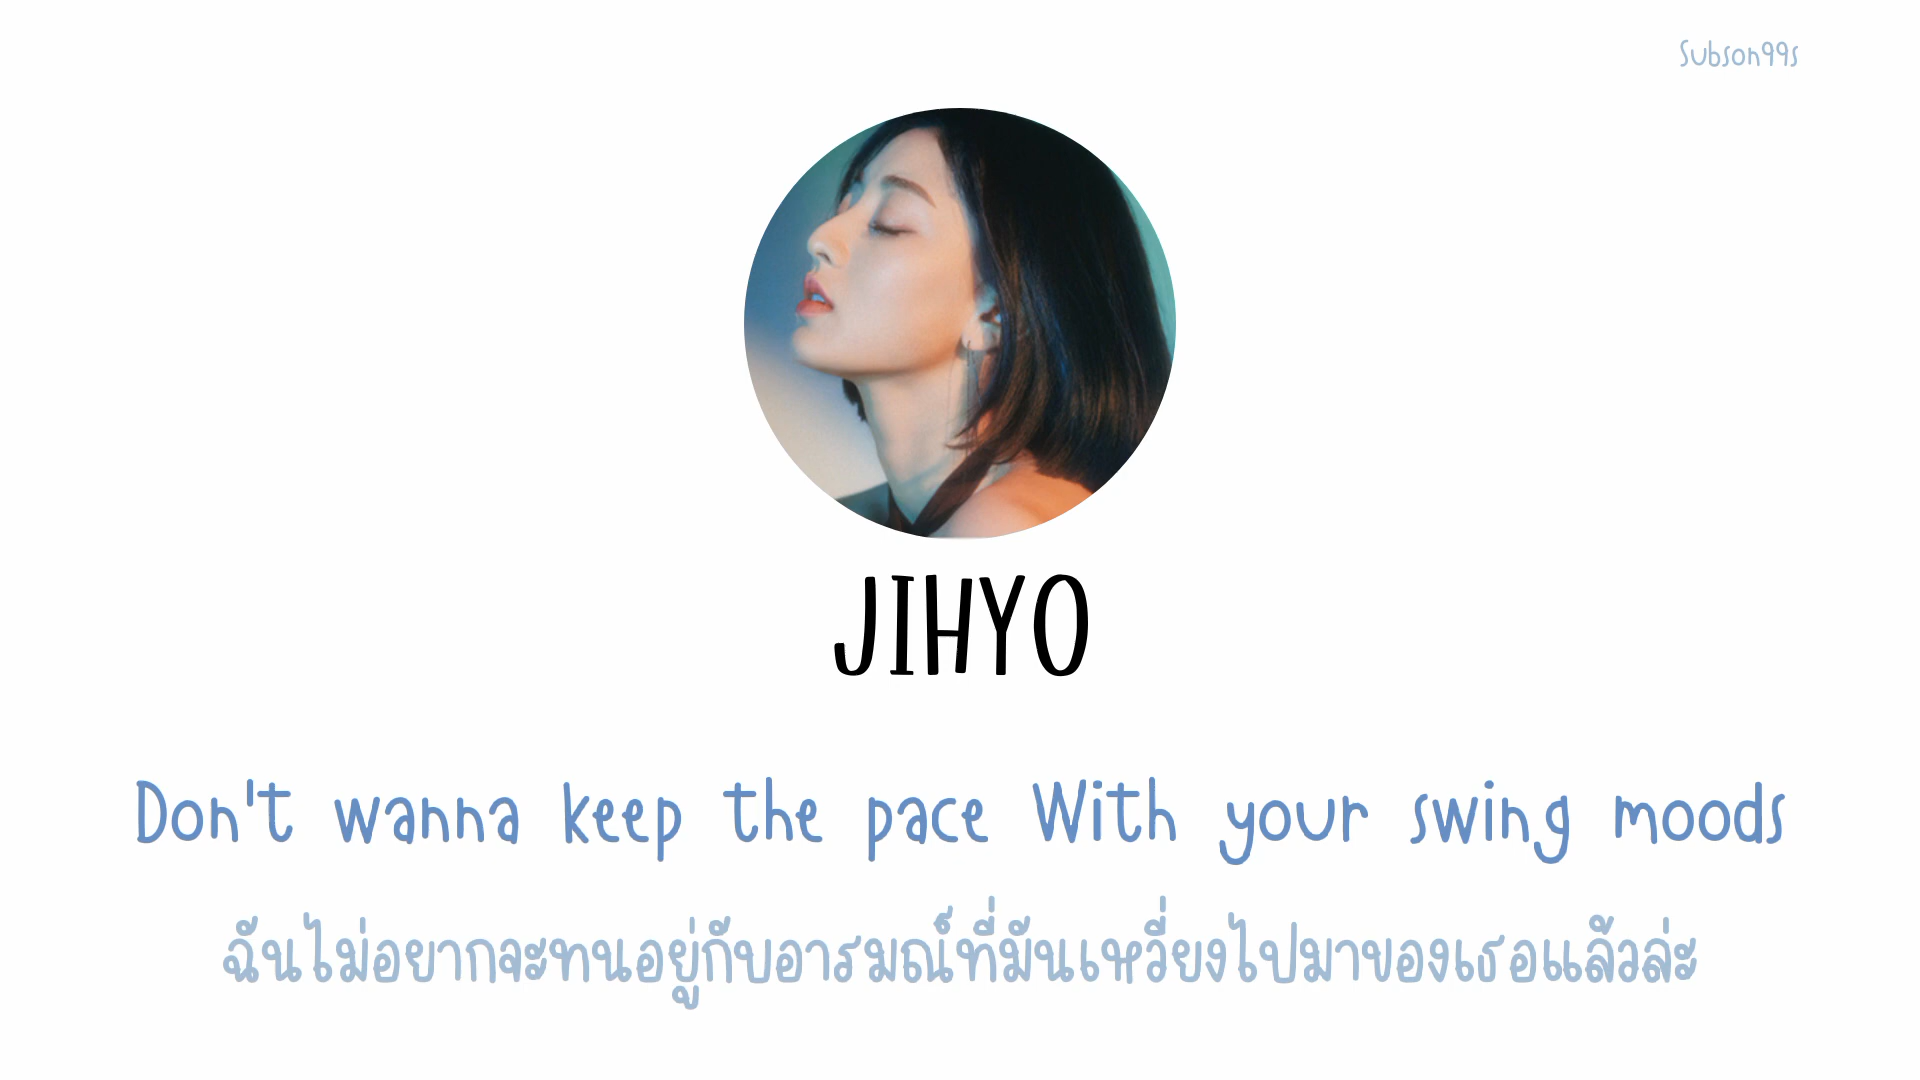 Subson99s
JIHYO
Don't wanna keep the pace With your swing moods
ฉันไม่อยากจะทนอยู่กับอารมณ์ที่มันเหวี่ยงไปมาของเธอแล้วล่ะ